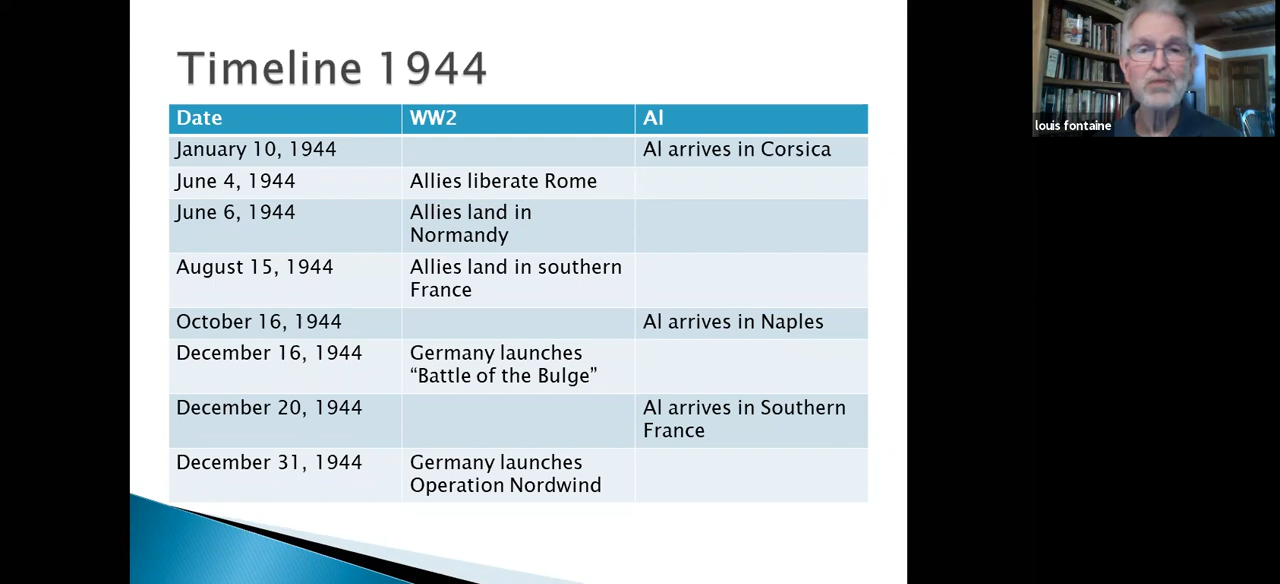 Timeline 1944
Date WW2 Al
January 10, 1944 Al arrives in Corsica
June 4, 1944 Allies liberate Rome
June 6, 1944 Allies land in
Normandy
August 15, 1944 Allies land in southern
France
October 16, 1944 Al arrives in Naples
December 16, 1944 Germany launches
“Battle of the Bulge”
December 20, 1944 Al arrives in Southern
France
December 31, 1944 Germany launches
Operation Nordwind
louis fontaine